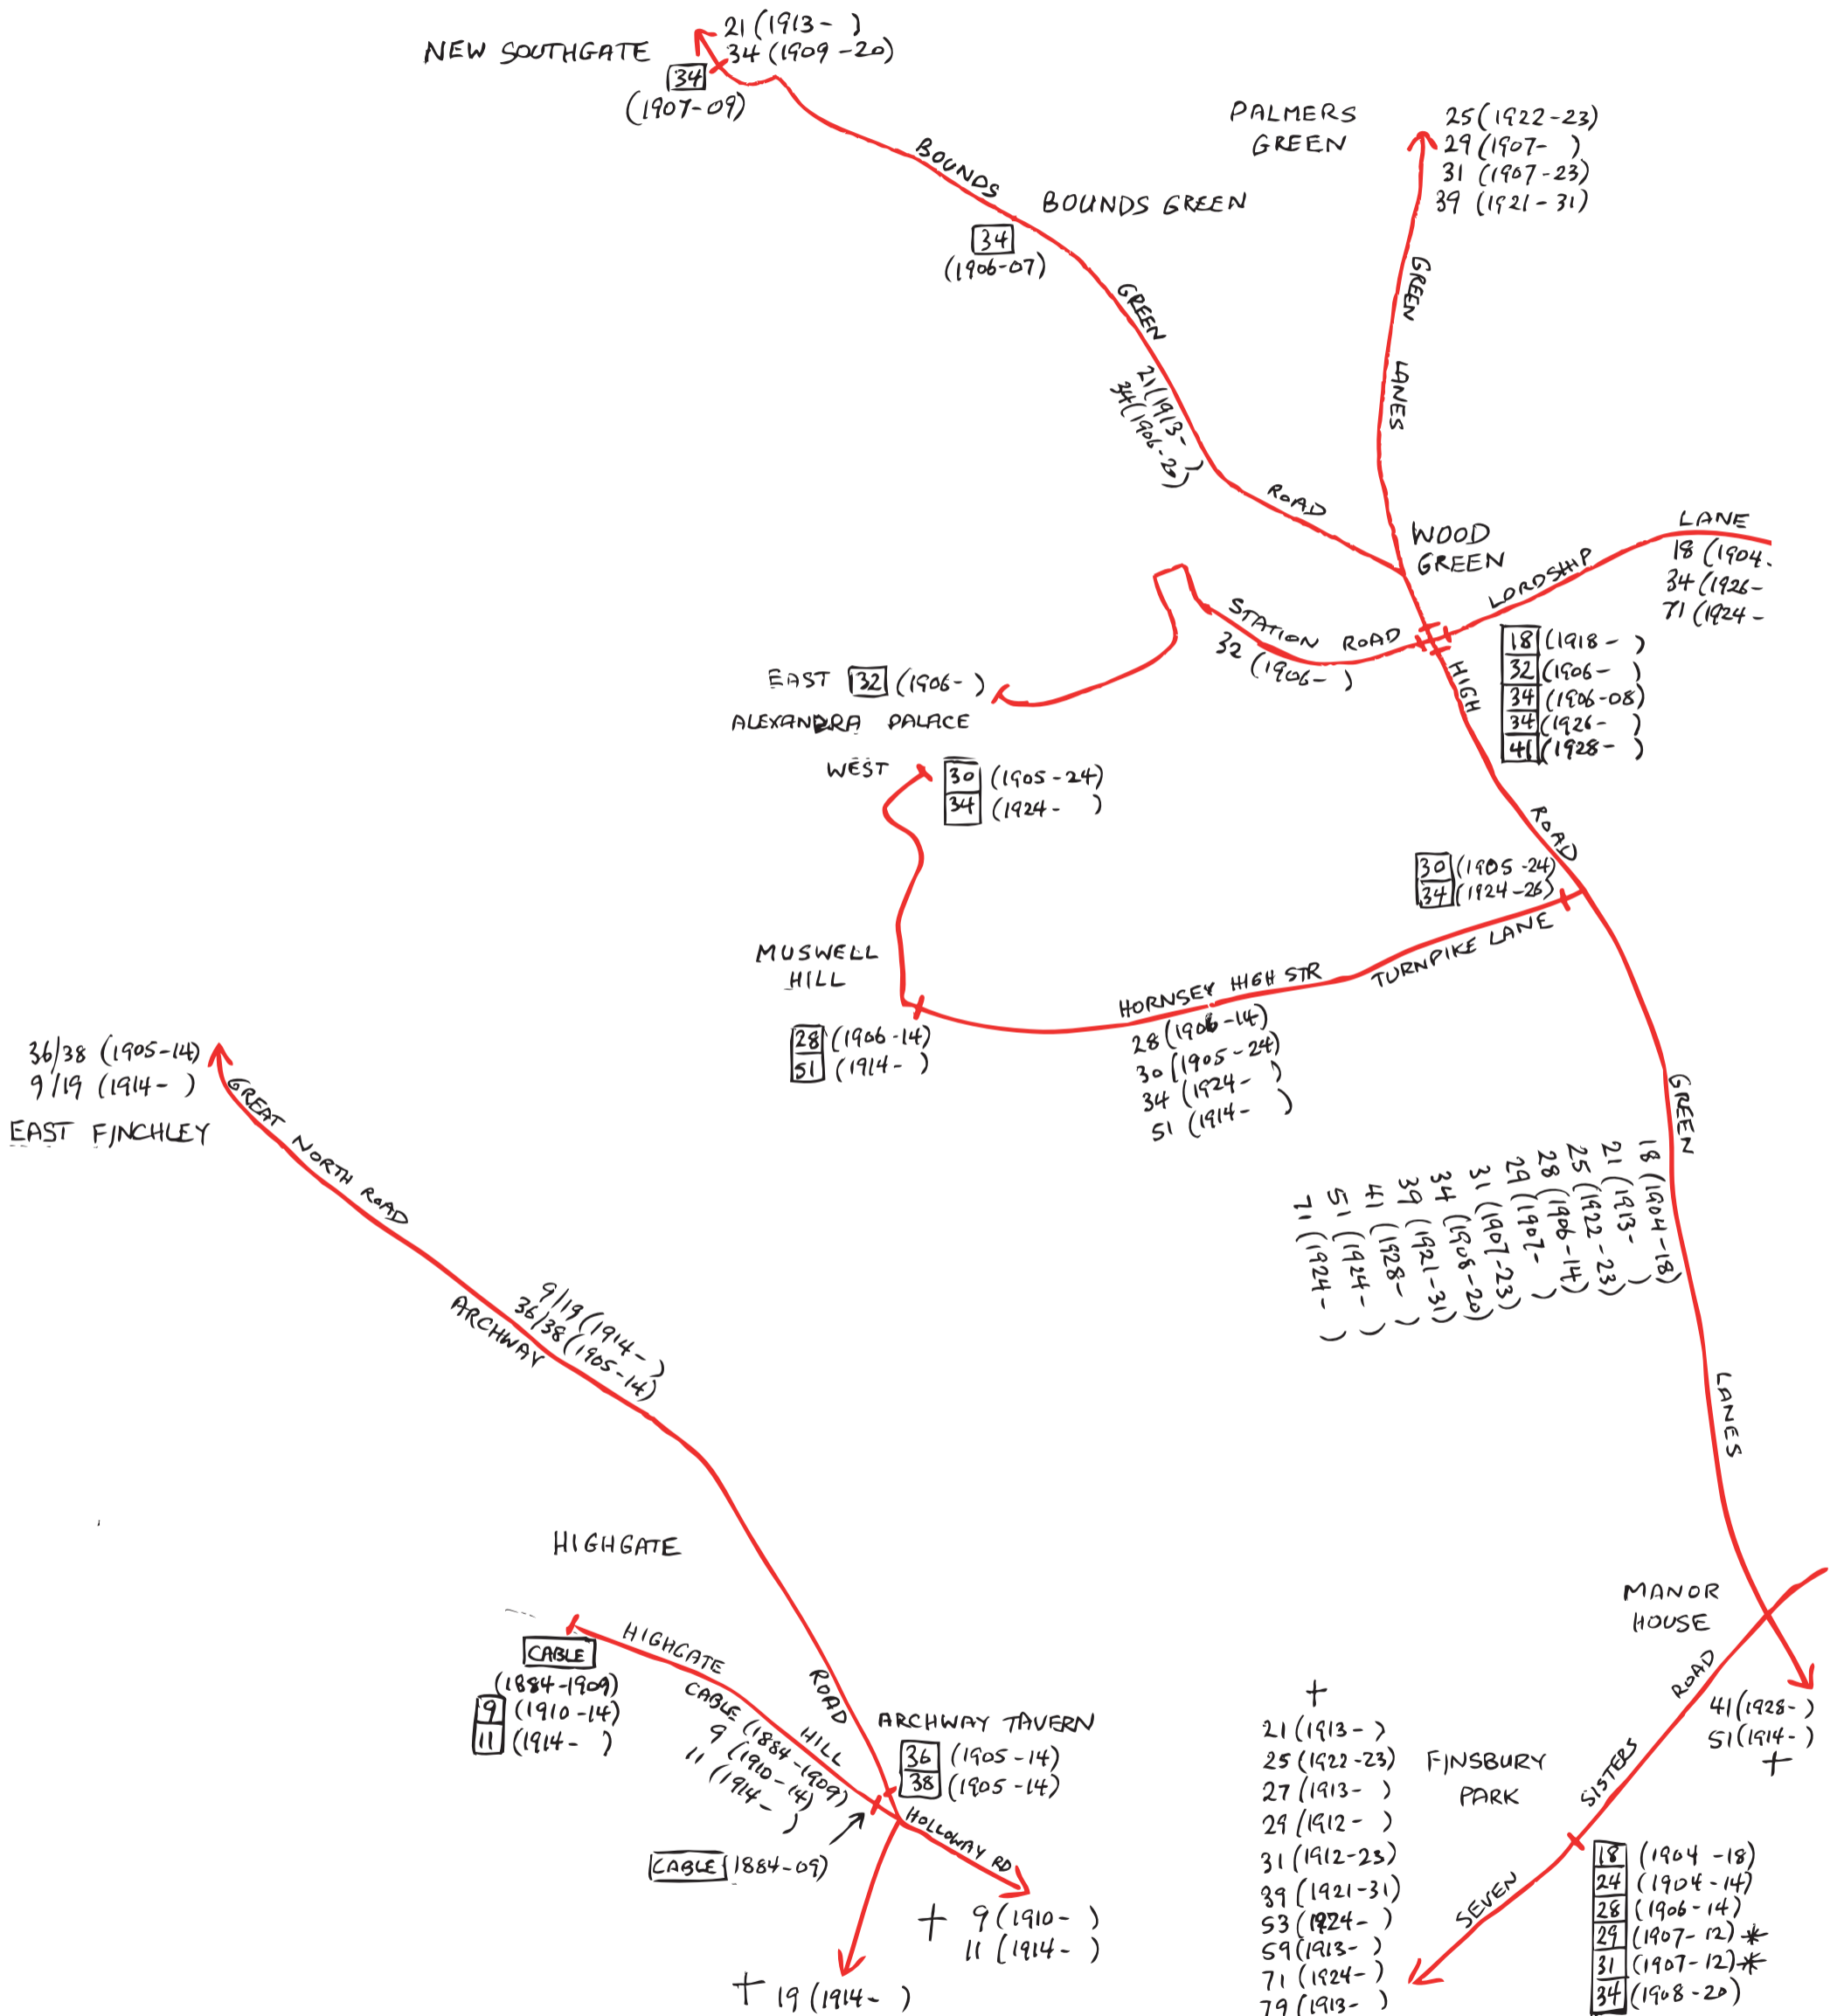 NEW SOUTHGATE
21 (1913- )
34 (1909-20)
34
(1907-09)
PALMERS
GREEN
25 (1922-23)
29 (1907- )
31 (1907-23)
39 (1921-31)
BOUNDS
BOUNDS GREEN
34
(1906-07)
GREEN
21 (1913- )
34 (1906-20)
ROAD
GREEN
LANES
WOOD
GREEN
LORDSHIP
LANE
18 (1904-
34 (1926-
71 (1924-
STATION ROAD
32 (1906- )
EAST 32 (1906- )
ALEXANDRA PALACE
WEST
30 (1905-24)
34 (1924- )
18 (1918- )
32 (1906- )
34 (1906-08)
34 (1926- )
41 (1928- )
HIGH
ROAD
30 (1905-24)
34 (1924-26)
TURNPIKE LANE
HORNSEY HIGH STR
28 (1906-14)
30 (1905-24)
34 (1924- )
51 (1914- )
MUSWELL
HILL
28 (1906-14)
51 (1914- )
36/38 (1905-14)
9/19 (1914- )
EAST FINCHLEY
GREAT NORTH ROAD
9/19 (1914- )
36/38 (1905-14)
ARCHWAY
ROAD
GREEN
18 (1904-18)
21 (1913- )
25 (1922-23)
28 (1906-14)
29 (1907- )
31 (1907-23)
34 (1908-20)
39 (1921-31)
41 (1928- )
51 (1924- )
71 (1924- )
LANES
HIGHGATE
CABLE
(1884-1909)
9 (1910-14)
11 (1914- )
HIGHGATE
HILL
CABLE (1884-1909)
9 (1910-14)
11 (1914- )
CABLE (1884-09)
ARCHWAY TAVERN
36 (1905-14)
38 (1905-14)
HOLLOWAY RD
+ 9 (1910- )
11 (1914- )
+ 19 (1914- )
MANOR
HOUSE
41 (1928- )
51 (1914- )
+
SEVEN
SISTERS
ROAD
FINSBURY
PARK
+
21 (1913- )
25 (1922-23)
27 (1913- )
29 (1912- )
31 (1912-23)
39 (1921-31)
53 (1924- )
59 (1913- )
71 (1924- )
79 (1913- )
18 (1904-18)
24 (1904-14)
28 (1906-14)
29 (1907-12)*
31 (1907-12)*
34 (1908-20)